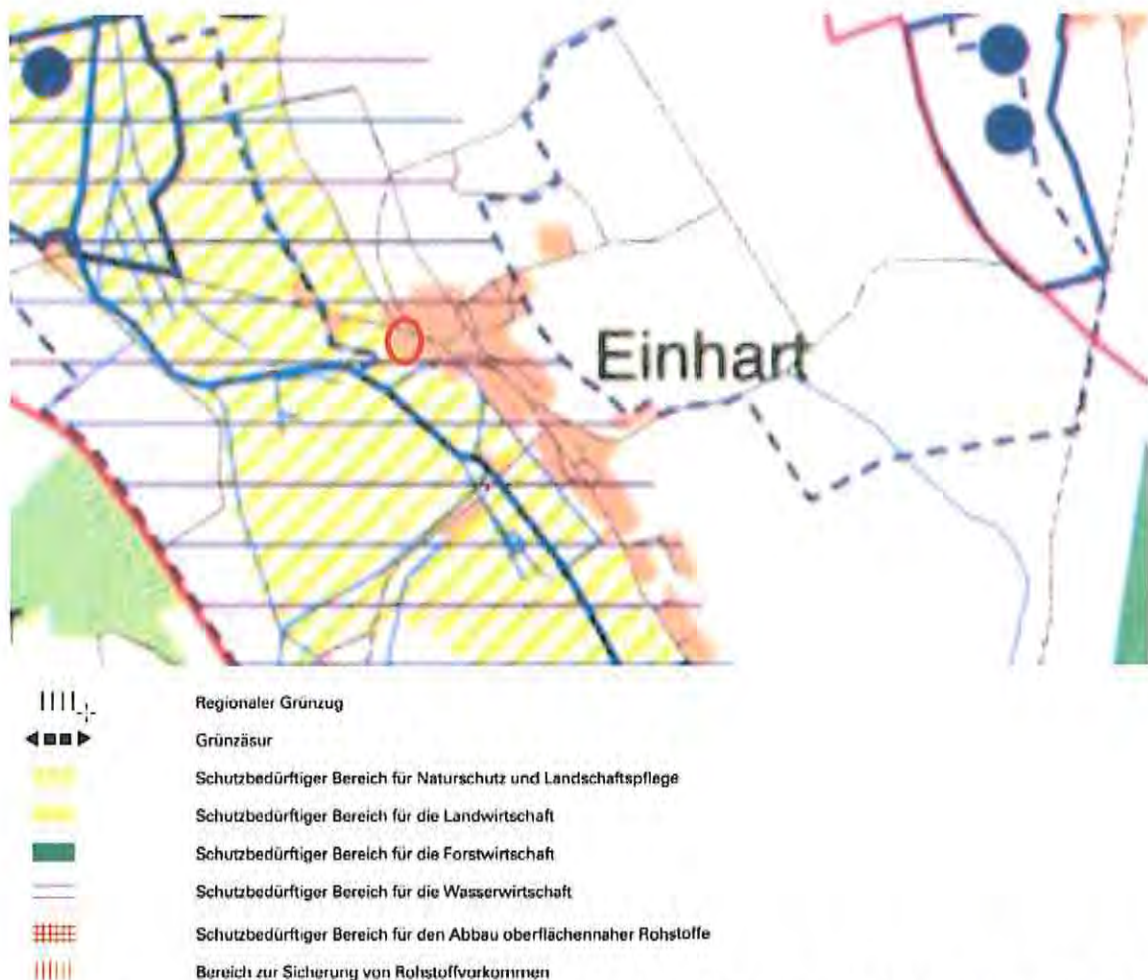 Einhart
Regionaler Grünzug
Grünzäsur
Schutzbedürftiger Bereich für Naturschutz und Landschaftspflege
Schutzbedürftiger Bereich für die Landwirtschaft
Schutzbedürftiger Bereich für die Forstwirtschaft
Schutzbedürftiger Bereich für die Wasserwirtschaft
Schutzbedürftiger Bereich für den Abbau oberflächennaher Rohstoffe
Bereich zur Sicherung von Rohstoffvorkommen